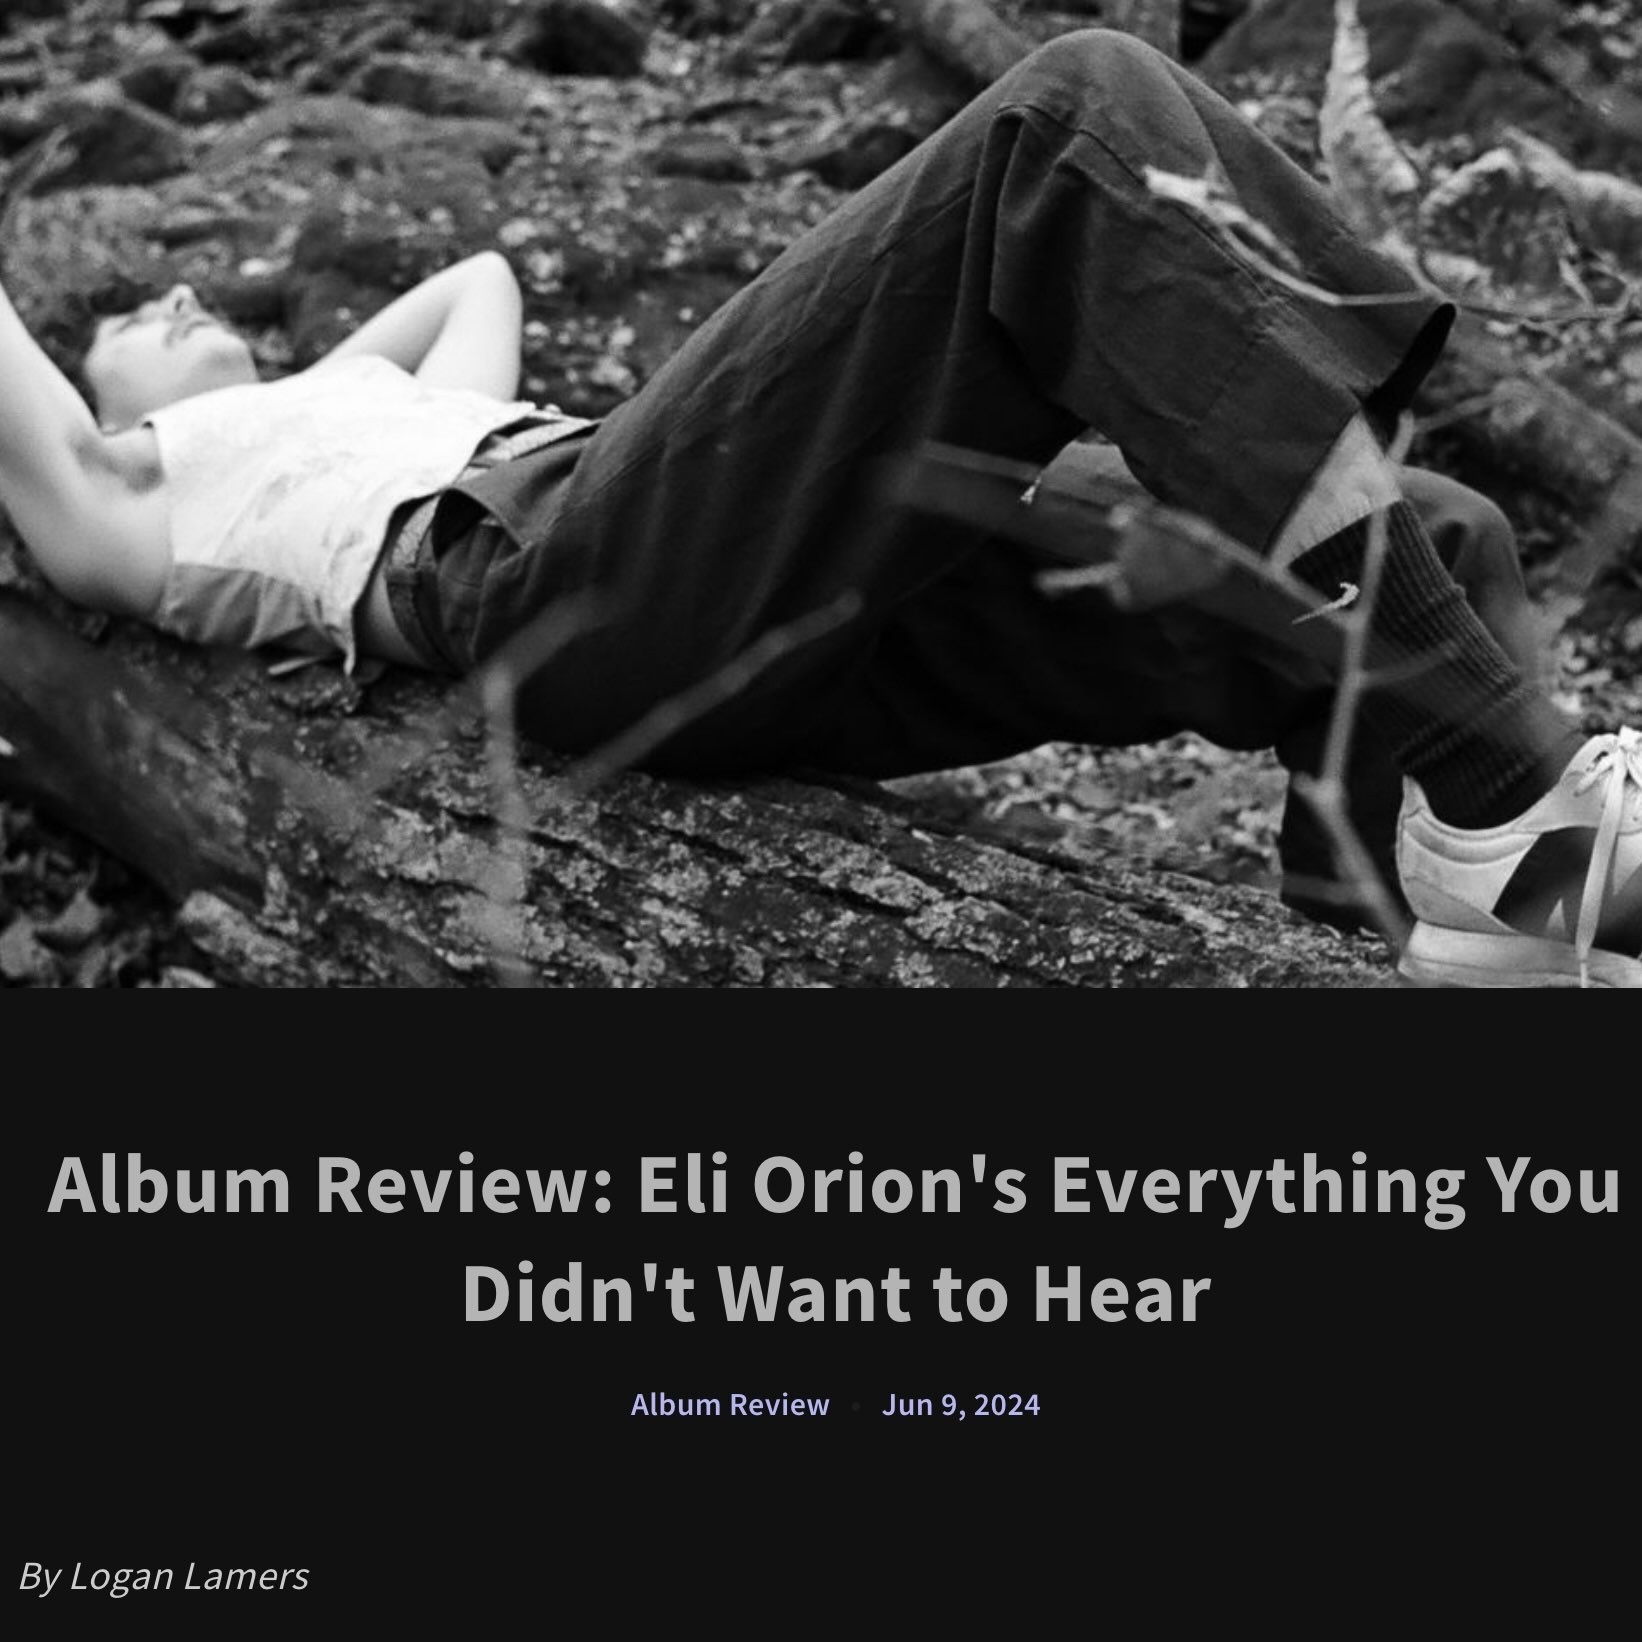 Album Review: Eli Orion's Everything You
Didn't Want to Hear
Album Review • Jun 9, 2024
By Logan Lamers